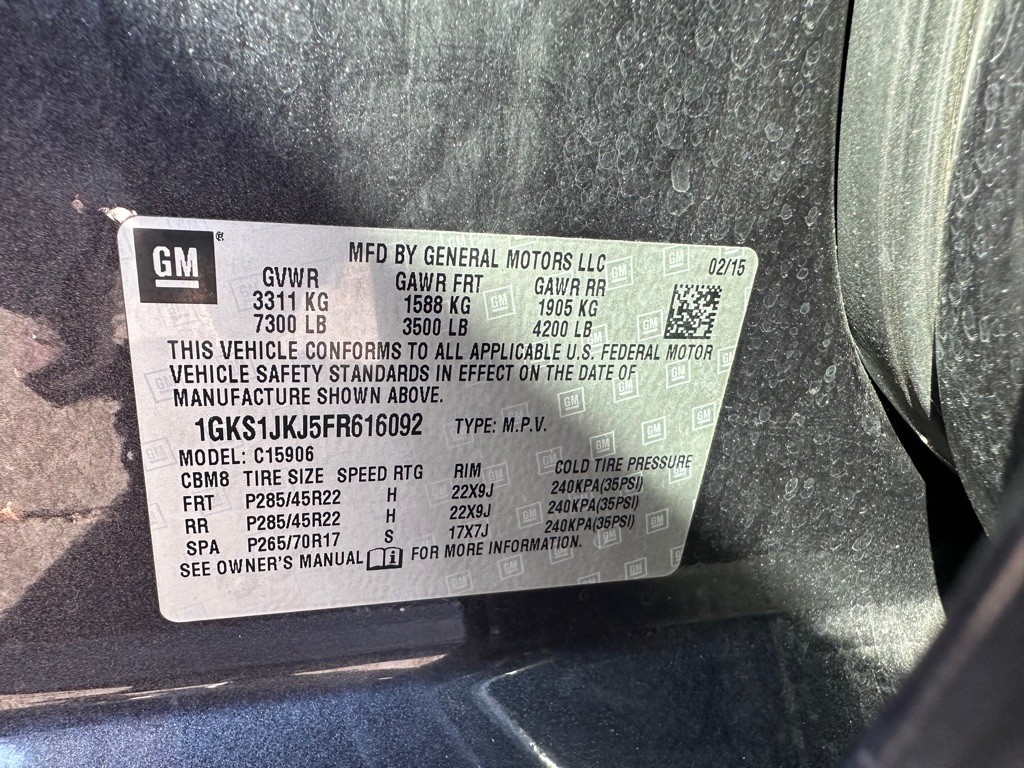 GM ®
MFD BY GENERAL MOTORS LLC 02/15
GVWR GAWR FRT GAWR RR
3311 KG 1588 KG 1905 KG
7300 LB 3500 LB 4200 LB
THIS VEHICLE CONFORMS TO ALL APPLICABLE U.S. FEDERAL MOTOR
VEHICLE SAFETY STANDARDS IN EFFECT ON THE DATE OF
MANUFACTURE SHOWN ABOVE.
1GKS1JKJ5FR616092 TYPE: M.P.V.
MODEL: C15906
CBM8 TIRE SIZE SPEED RTG RIM COLD TIRE PRESSURE
FRT P285/45R22 H 22X9J 240KPA(35PSI)
RR P285/45R22 H 22X9J 240KPA(35PSI)
SPA P265/70R17 S 17X7J 240KPA(35PSI)
SEE OWNER'S MANUAL FOR MORE INFORMATION.